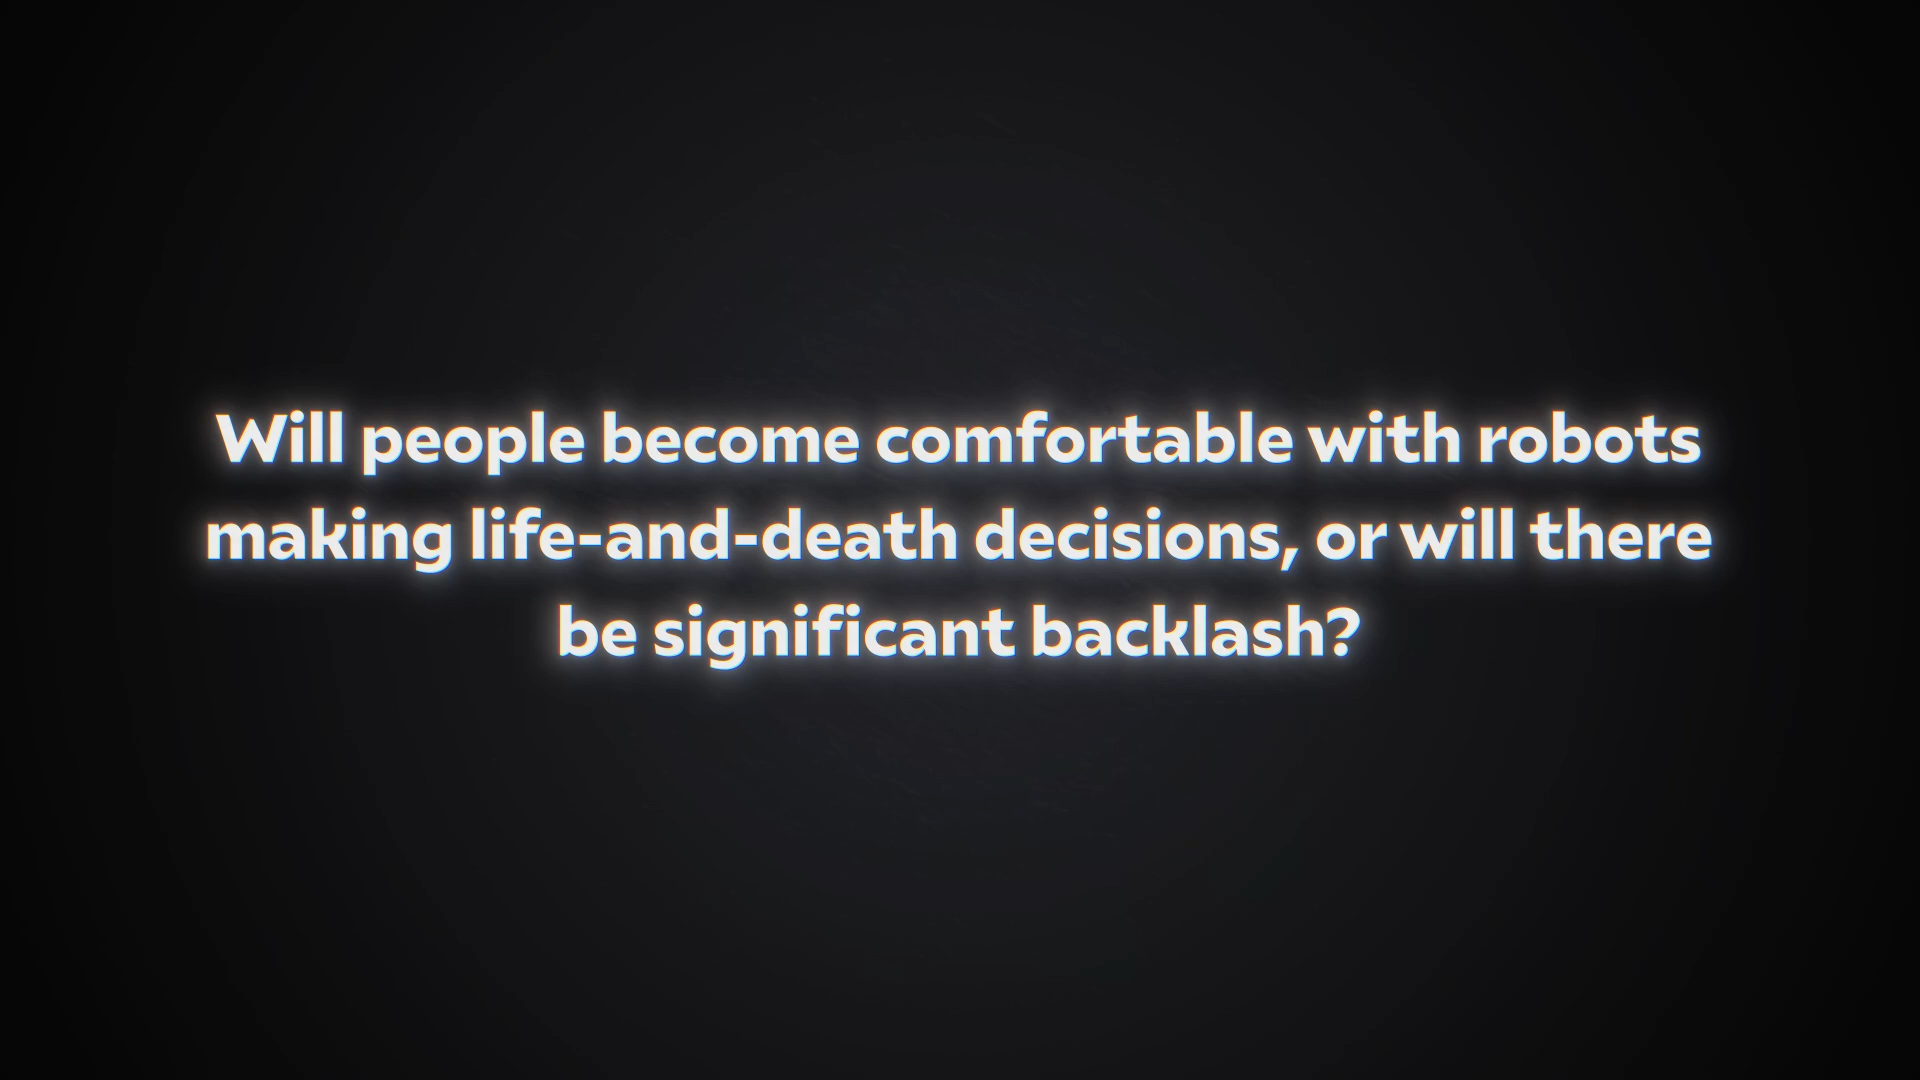 Will people become comfortable with robots
making life-and-death decisions, or will there
be significant backlash?